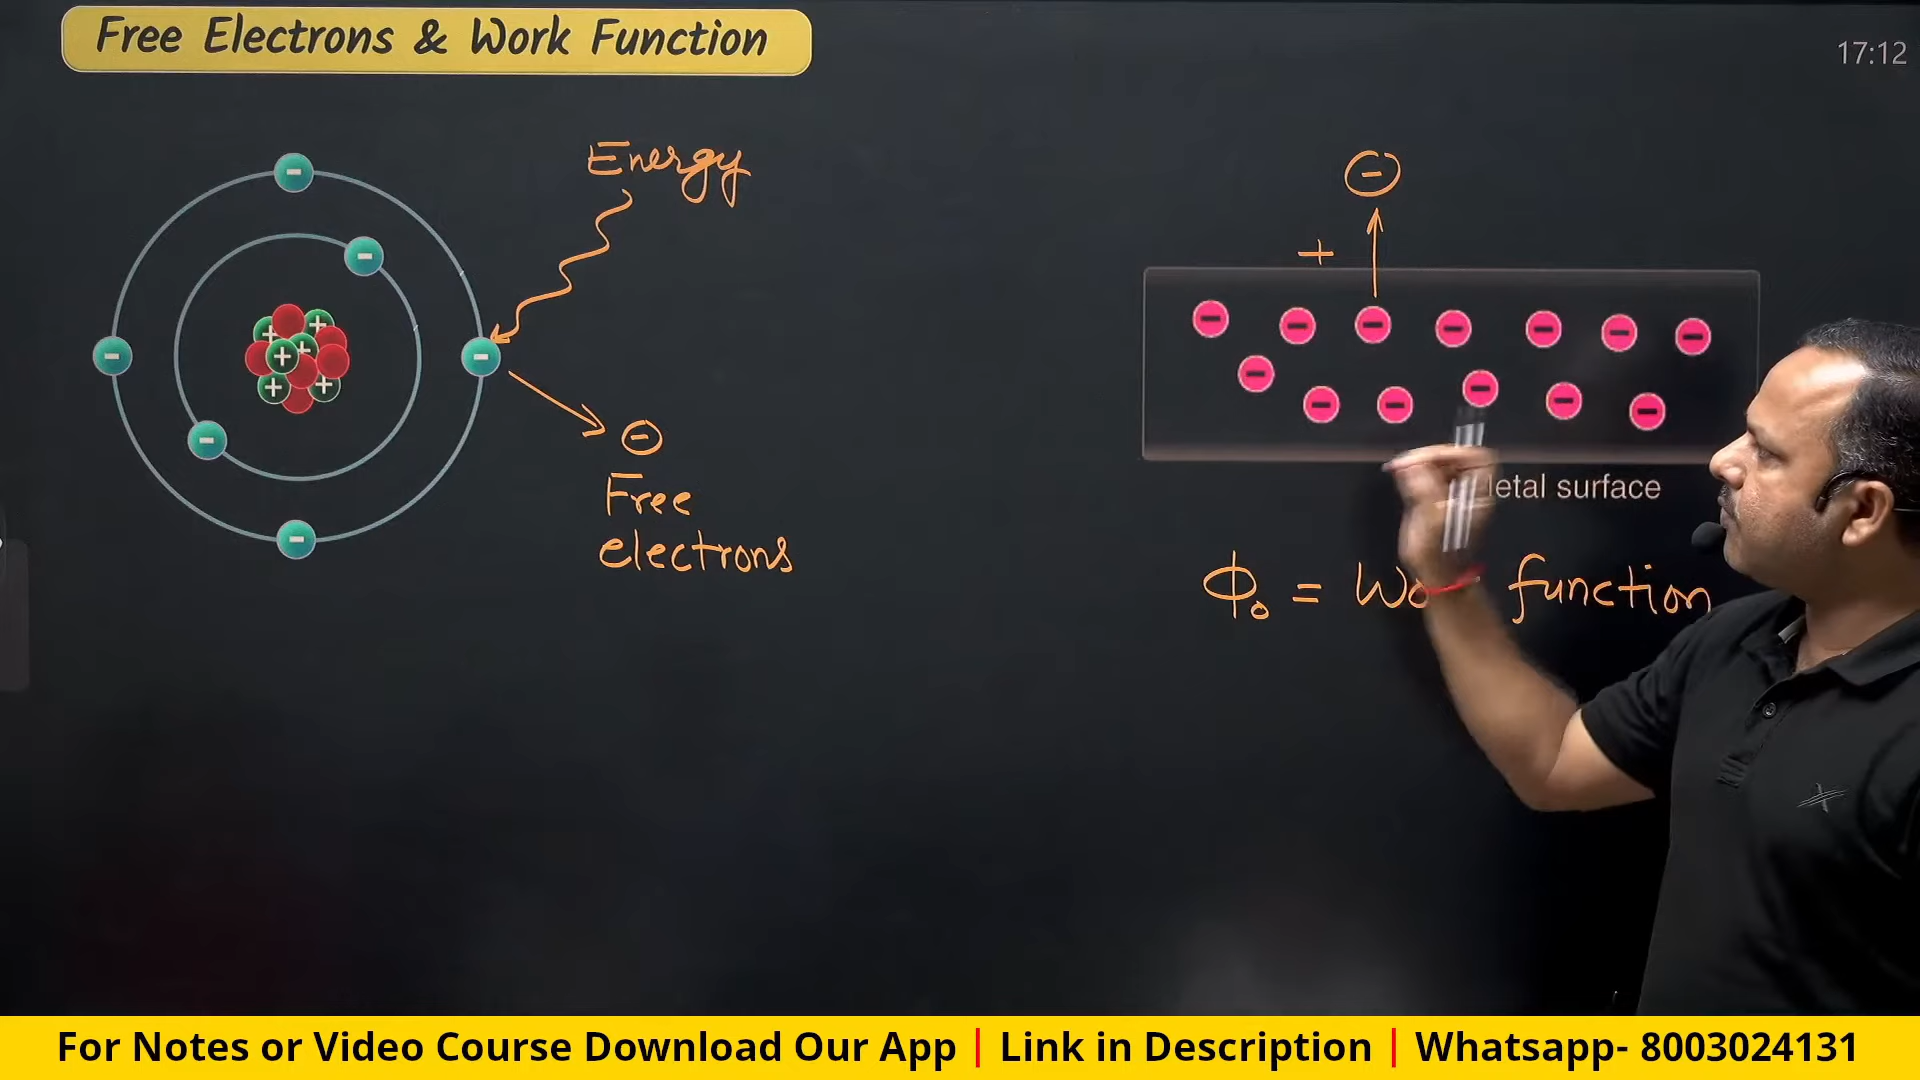 Free Electrons & Work Function
17:12
Energy
Free
electrons
etal surface
Φ₀ = function
For Notes or Video Course Download Our App | Link in Description | Whatsapp- 8003024131